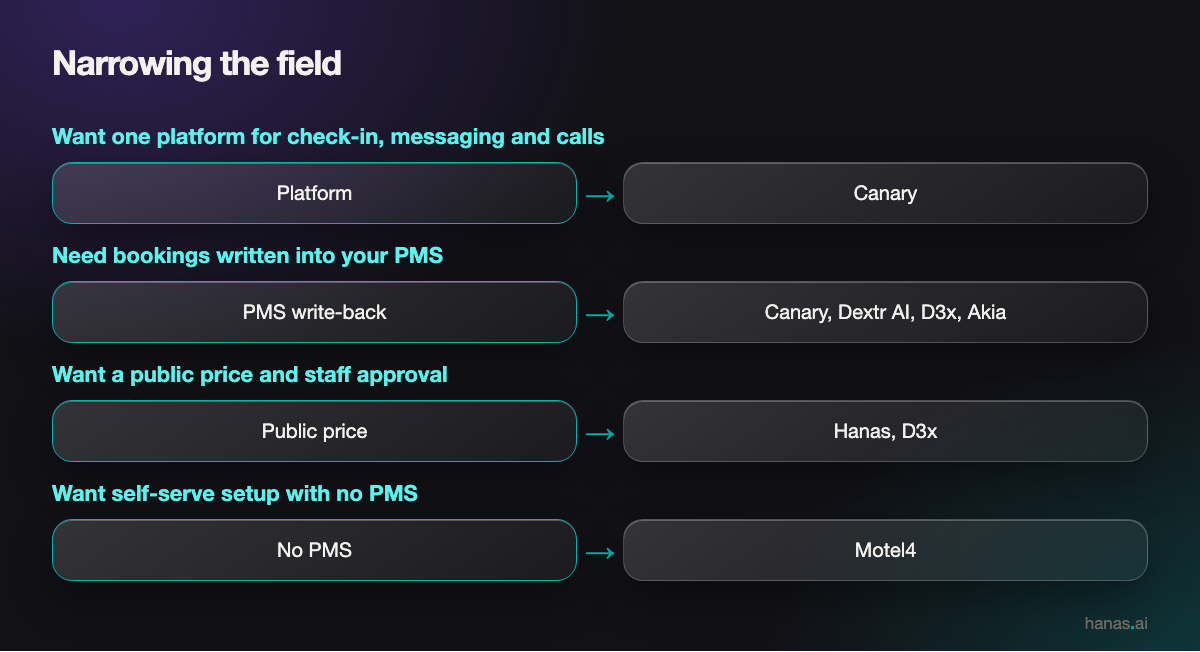 Narrowing the field
Want one platform for check-in, messaging and calls
Platform → Canary
Need bookings written into your PMS
PMS write-back → Canary, Dextr AI, D3x, Akia
Want a public price and staff approval
Public price → Hanas, D3x
Want self-serve setup with no PMS
No PMS → Motel4
hanas.ai